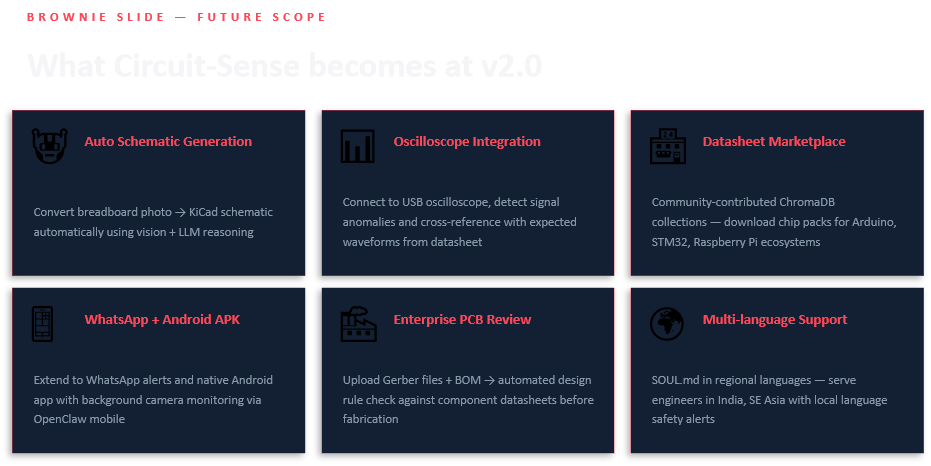 BROWNIE SLIDE — FUTURE SCOPE
What Circuit-Sense becomes at v2.0
Auto Schematic Generation
Convert breadboard photo → KiCad schematic
automatically using vision + LLM reasoning
Oscilloscope Integration
Connect to USB oscilloscope, detect signal
anomalies and cross-reference with expected
waveforms from datasheet
24
Datasheet Marketplace
Community-contributed ChromaDB
collections — download chip packs for Arduino,
STM32, Raspberry Pi ecosystems
WhatsApp + Android APK
Extend to WhatsApp alerts and native Android
app with background camera monitoring via
OpenClaw mobile
Enterprise PCB Review
Upload Gerber files + BOM → automated design
rule check against component datasheets before
fabrication
Multi-language Support
SOUL.md in regional languages — serve
engineers in India, SE Asia with local language
safety alerts